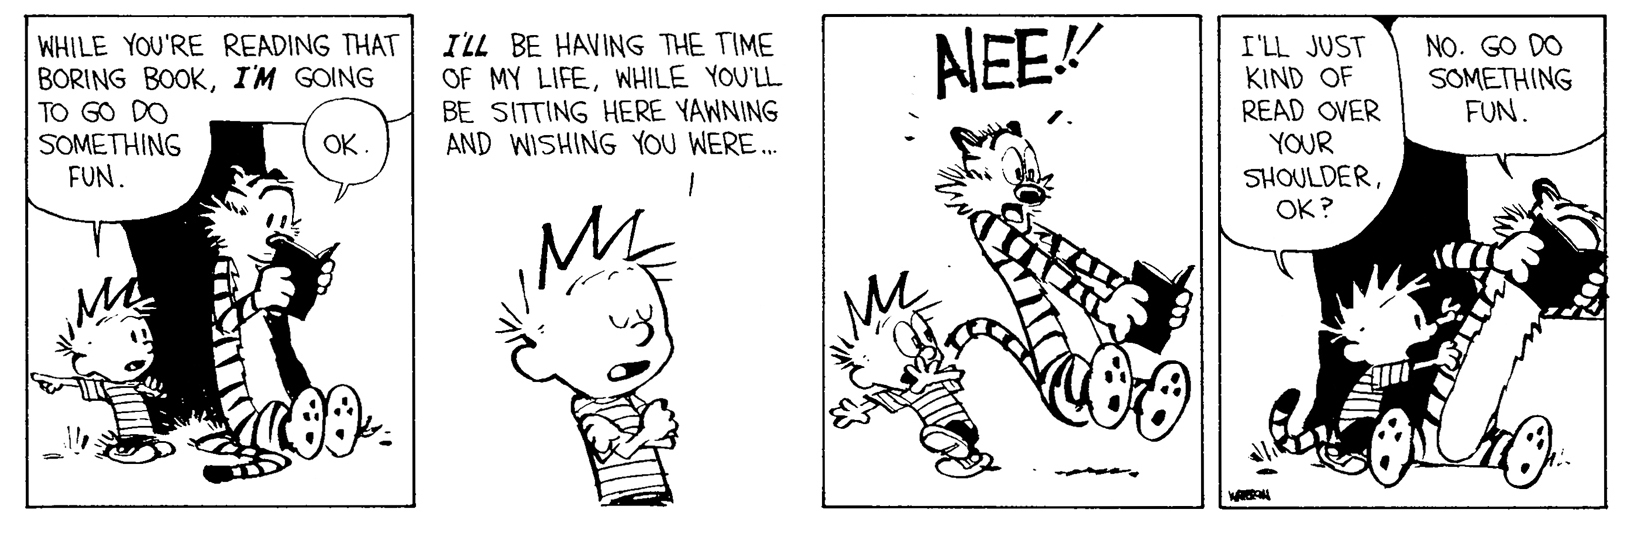 WHILE YOU'RE READING THAT
BORING BOOK, I'M GOING
TO GO DO
SOMETHING
FUN.
OK.
I'LL BE HAVING THE TIME
OF MY LIFE, WHILE YOU'LL
BE SITTING HERE YAWNING
AND WISHING YOU WERE...
AIEE!!
I'LL JUST
KIND OF
READ OVER
YOUR
SHOULDER,
OK?
NO. GO DO
SOMETHING
FUN.
WATTERSON